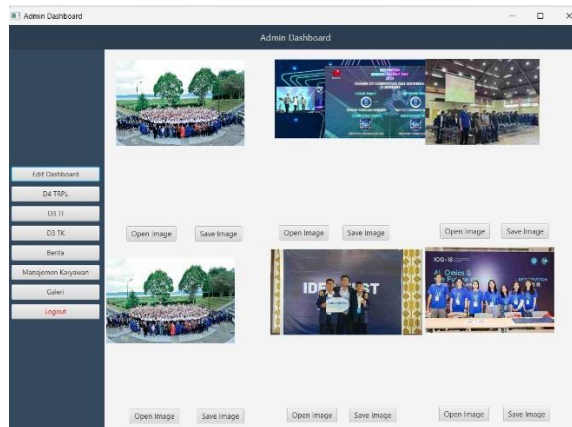 Admin Dashboard
Admin Dashboard
Edit Dashboard
D4 TRPL
D3 TI
D3 TK
Berita
Manajemen Karyawan
Galeri
Logout
Open Image Save Image Open Image Save Image Open Image Save Image
ICG-18
Open Image Save Image Open Image Save Image Open Image Save Image